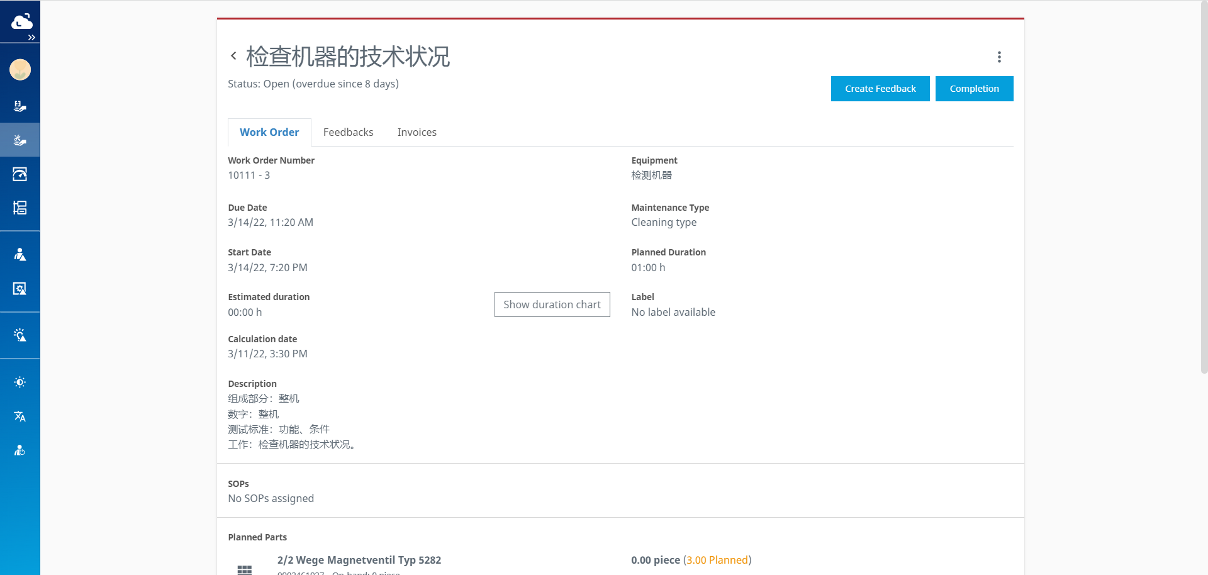 检查机器的技术状况
Status: Open (overdue since 8 days)
Create Feedback
Completion
Work Order
Feedbacks
Invoices
Work Order Number
10111 - 3
Equipment
检测机器
Due Date
3/14/22, 11:20 AM
Maintenance Type
Cleaning type
Start Date
3/14/22, 7:20 PM
Planned Duration
01:00 h
Estimated duration
00:00 h
Show duration chart
Label
No label available
Calculation date
3/11/22, 3:30 PM
Description
组成部分：整机
数字：整机
测试标准：功能、条件
工作：检查机器的技术状况。
SOPs
No SOPs assigned
Planned Parts
2/2 Wege Magnetventil Typ 5282
0.00 piece (3.00 Planned)